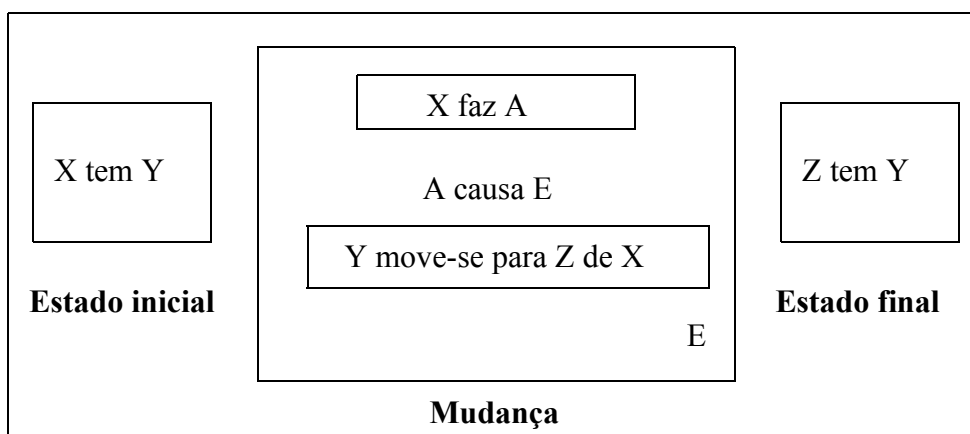 X faz A
X tem Y
Z tem Y
A causa E
Y move-se para Z de X
Estado inicial
Estado final
E
Mudança